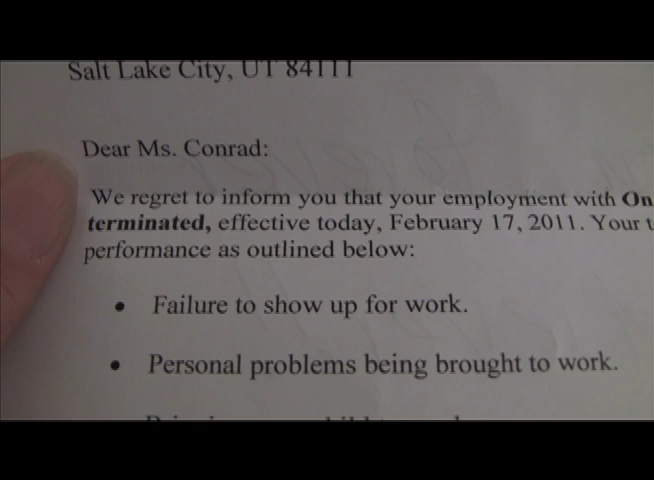 Salt Lake City, UT 84111
Dear Ms. Conrad:
We regret to inform you that your employment with On
terminated, effective today, February 17, 2011. Your t
performance as outlined below:
• Failure to show up for work.
• Personal problems being brought to work.